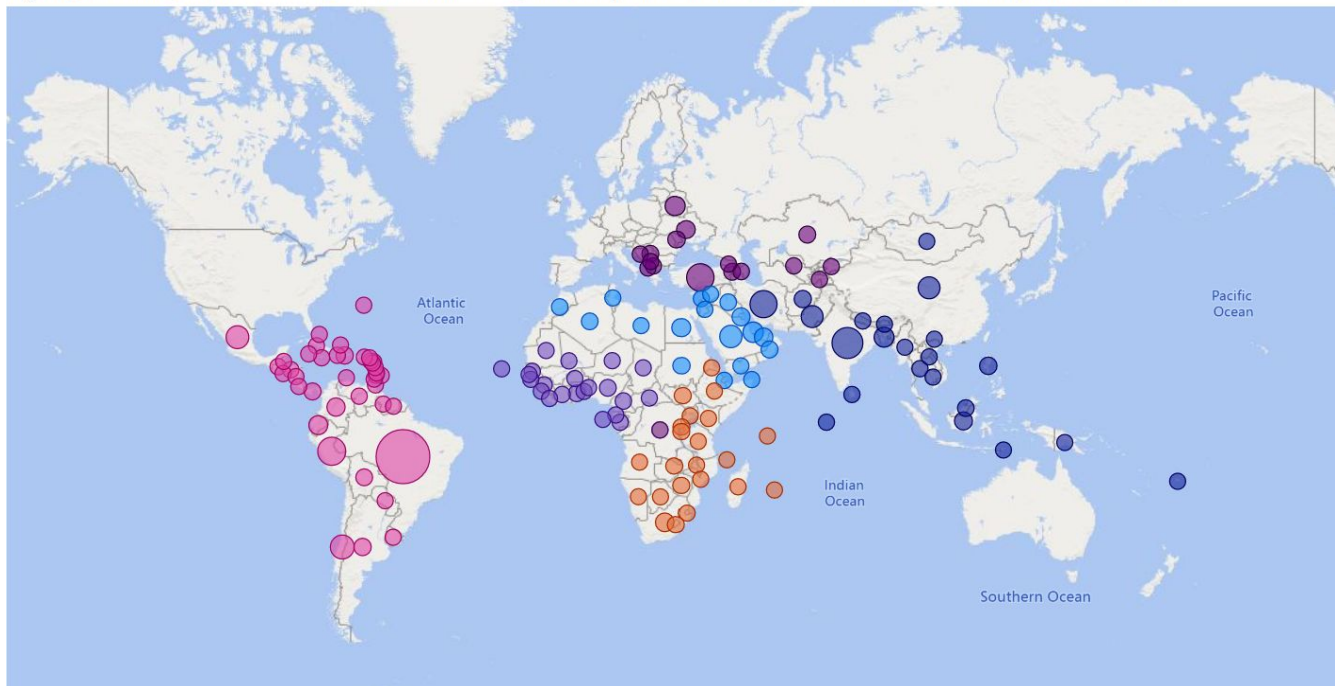 Atlantic
Ocean
Pacific
Ocean
Indian
Ocean
Southern Ocean